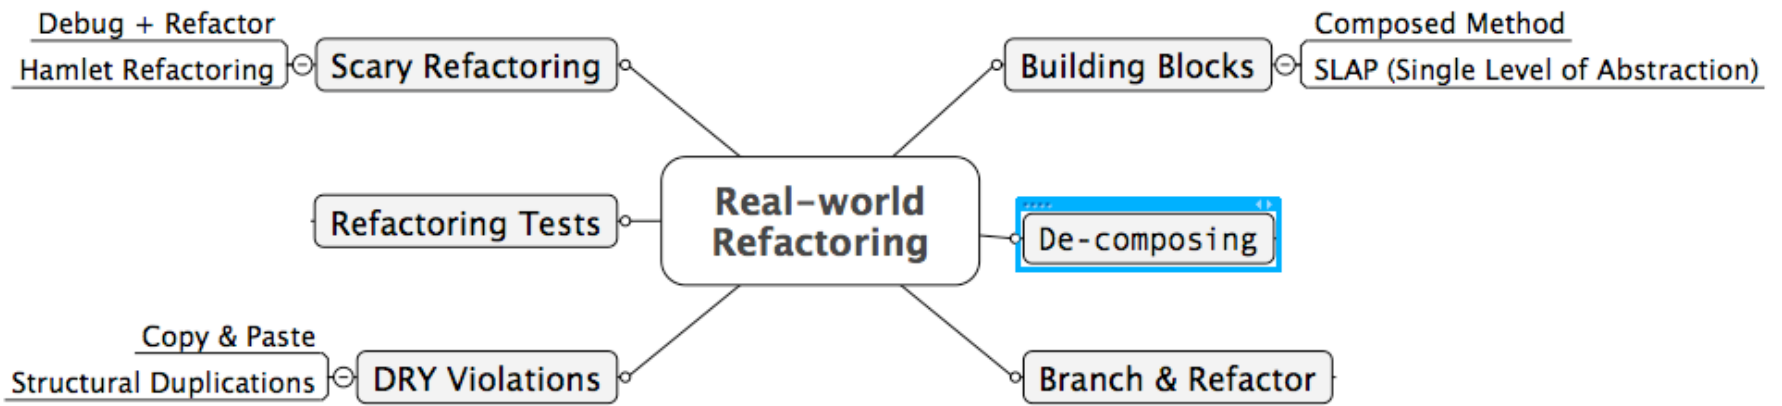 Debug + Refactor
Hamlet Refactoring
Scary Refactoring
Building Blocks
Composed Method
SLAP (Single Level of Abstraction)
Real-world
Refactoring
Refactoring Tests
De-composing
Copy & Paste
Structural Duplications
DRY Violations
Branch & Refactor